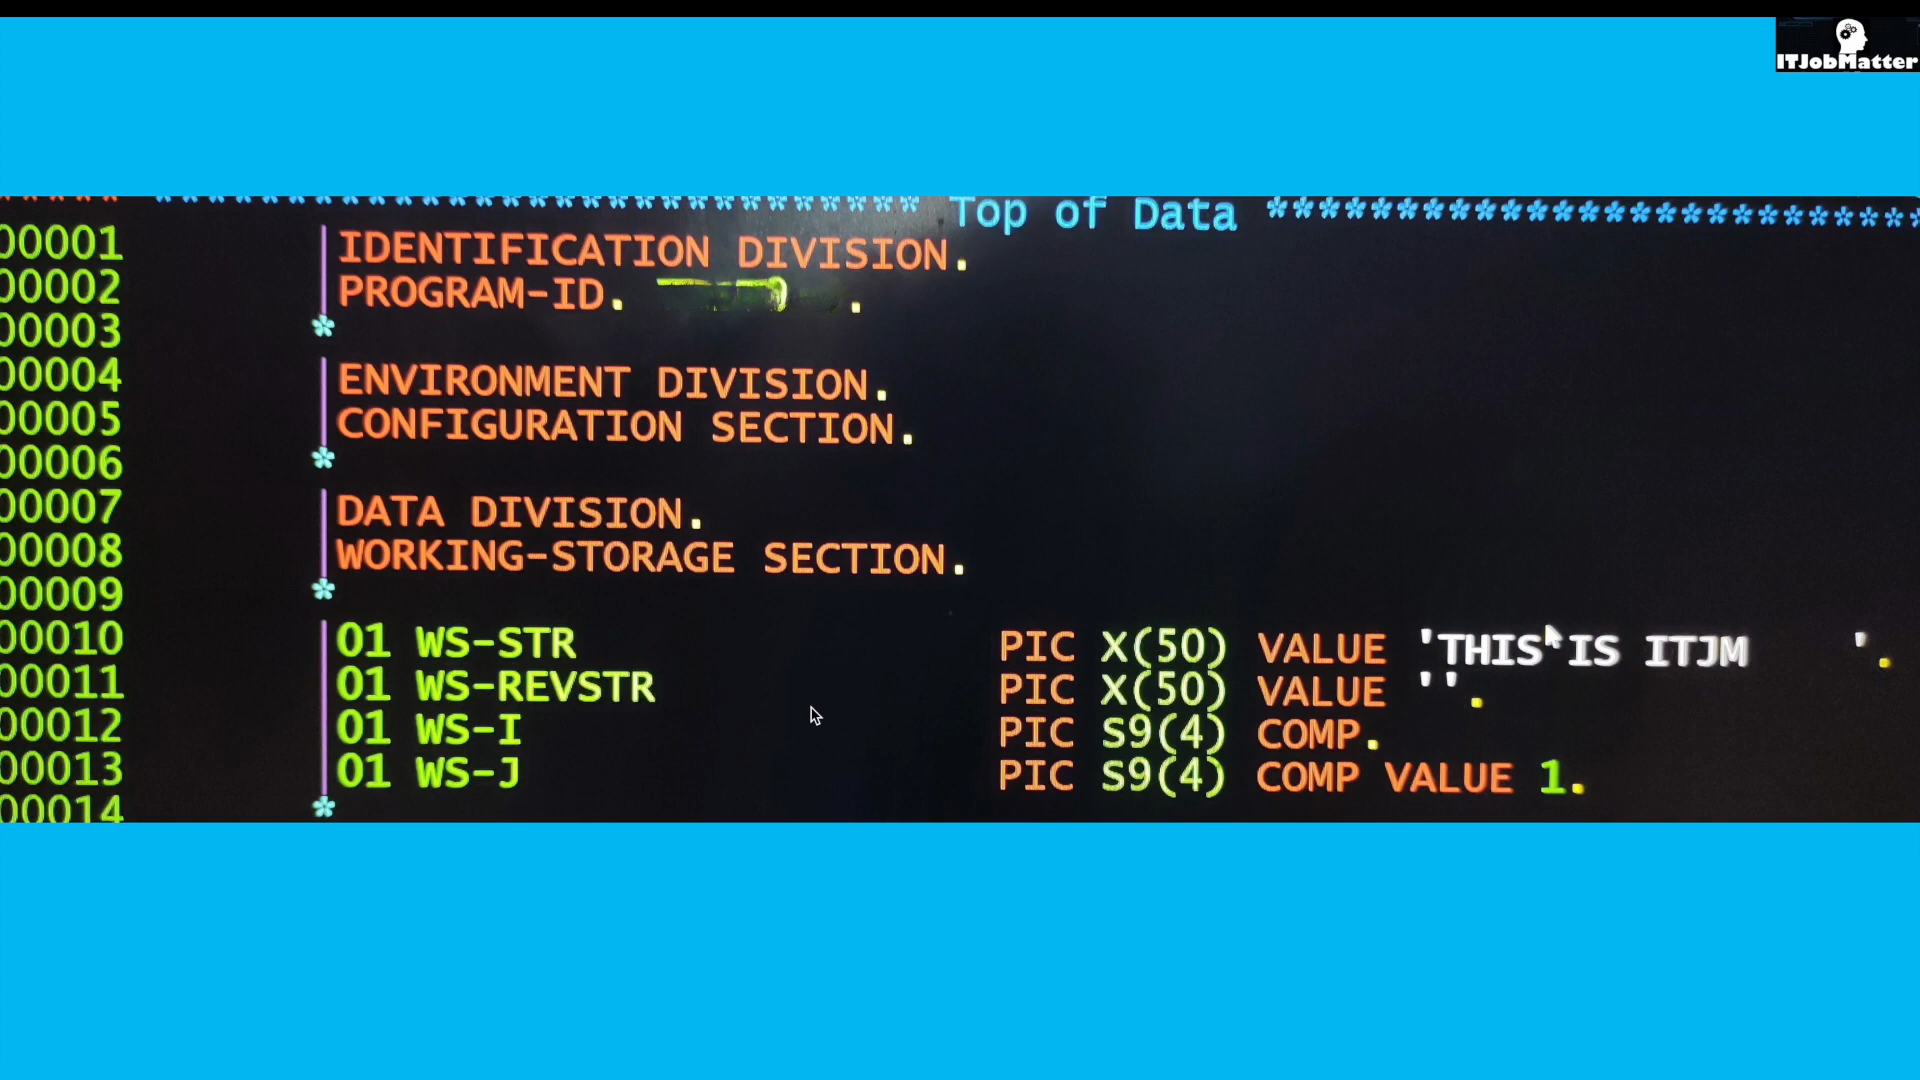 ITJobMatter
****************************** Top of Data *************************
00001 IDENTIFICATION DIVISION.
00002 PROGRAM-ID. .
00003 *
00004 ENVIRONMENT DIVISION.
00005 CONFIGURATION SECTION.
00006 *
00007 DATA DIVISION.
00008 WORKING-STORAGE SECTION.
00009 *
00010 01 WS-STR PIC X(50) VALUE 'THIS IS ITJM    '.
00011 01 WS-REVSTR PIC X(50) VALUE ''.
00012 01 WS-I PIC S9(4) COMP.
00013 01 WS-J PIC S9(4) COMP VALUE 1.
00014 *